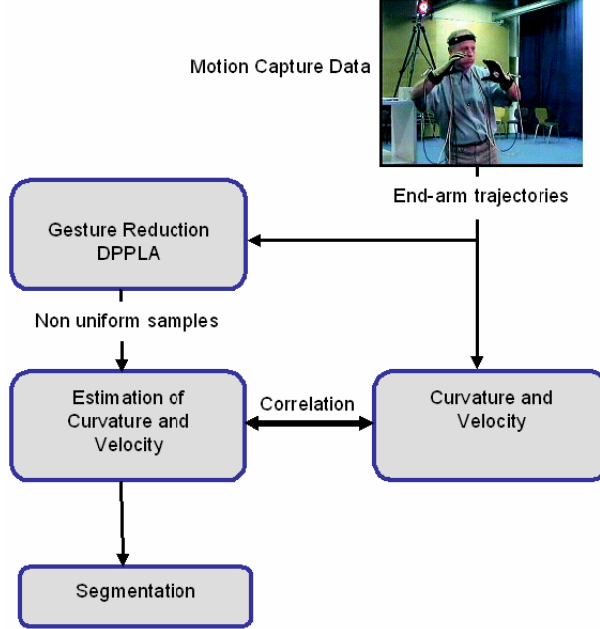 Motion Capture Data
End-arm trajectories
Gesture Reduction
DPPLA
Non uniform samples
Estimation of
Curvature and
Velocity
Correlation
Curvature and
Velocity
Segmentation